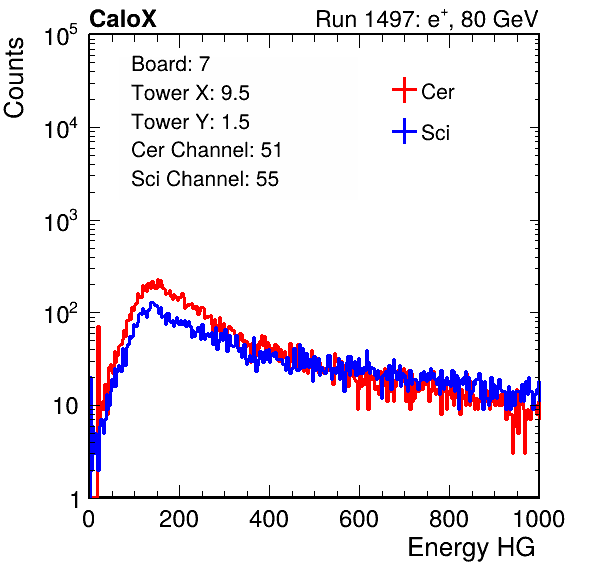 CaloX Run 1497: e⁺, 80 GeV
Counts
10⁵
10⁴
10³
10²
10
1
Board: 7
Tower X: 9.5
Tower Y: 1.5
Cer Channel: 51
Sci Channel: 55
Cer
Sci
0 200 400 600 800 1000
Energy HG